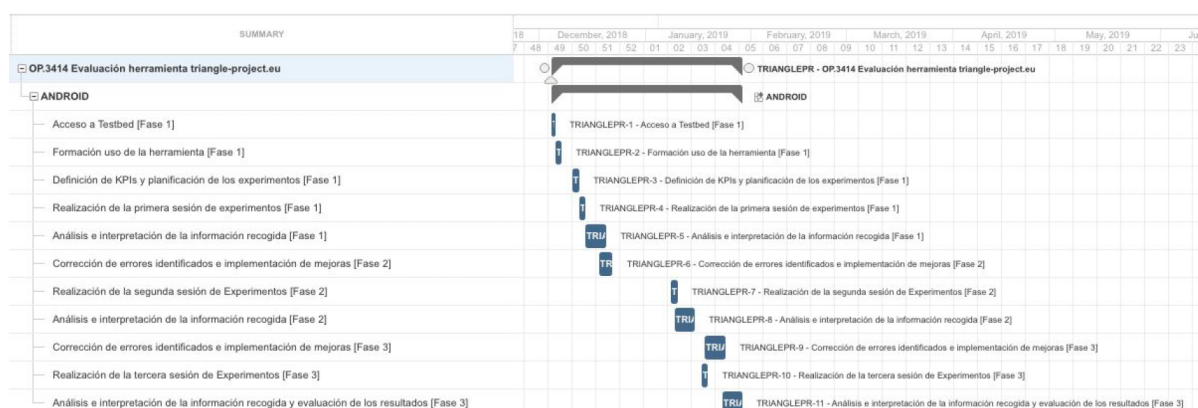 SUMMARY
18 December, 2018 January, 2019 February, 2019 March, 2019 April, 2019 May, 2019 Ju
7 48 49 50 51 52 01 02 03 04 05 06 07 08 09 10 11 12 13 14 15 16 17 18 19 20 21 22 23
OP.3414 Evaluación herramienta triangle-project.eu TRIANGLEPR - OP.3414 Evaluación herramienta triangle-project.eu
ANDROID ANDROID
Acceso a Testbed [Fase 1] TRIANGLEPR-1 - Acceso a Testbed [Fase 1]
Formación uso de la herramienta [Fase 1] T TRIANGLEPR-2 - Formación uso de la herramienta [Fase 1]
Definición de KPIs y planificación de los experimentos [Fase 1] T TRIANGLEPR-3 - Definición de KPIs y planificación de los experimentos [Fase 1]
Realización de la primera sesión de experimentos [Fase 1] T TRIANGLEPR-4 - Realización de la primera sesión de experimentos [Fase 1]
Análisis e interpretación de la información recogida [Fase 1] TRI/ TRIANGLEPR-5 - Análisis e interpretación de la información recogida [Fase 1]
Corrección de errores identificados e implementación de mejoras [Fase 2] TR TRIANGLEPR-6 - Corrección de errores identificados e implementación de mejoras [Fase 2]
Realización de la segunda sesión de Experimentos [Fase 2] T TRIANGLEPR-7 - Realización de la segunda sesión de Experimentos [Fase 2]
Análisis e interpretación de la información recogida [Fase 2] TRI/ TRIANGLEPR-8 - Análisis e interpretación de la información recogida [Fase 2]
Corrección de errores identificados e implementación de mejoras [Fase 3] TRI/ TRIANGLEPR-9 - Corrección de errores identificados e implementación de mejoras [Fase 3]
Realización de la tercera sesión de Experimentos [Fase 3] T TRIANGLEPR-10 - Realización de la tercera sesión de Experimentos [Fase 3]
Análisis e interpretación de la información recogida y evaluación de los resultados [Fase 3] TRI/ TRIANGLEPR-11 - Análisis e interpretación de la información recogida y evaluación de los resultados [Fase 3]